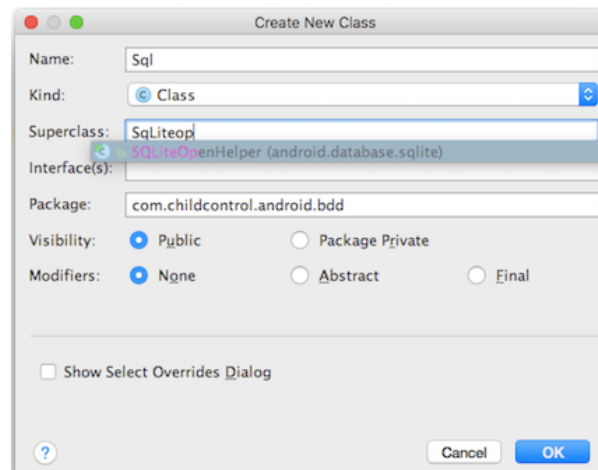 Create New Class
Name: Sql
Kind: C Class
Superclass: SqLiteop
C SQLiteOpenHelper (android.database.sqlite)
Interface(s):
Package: com.childcontrol.android.bdd
Visibility: Public Package Private
Modifiers: None Abstract Final
Show Select Overrides Dialog
? Cancel OK